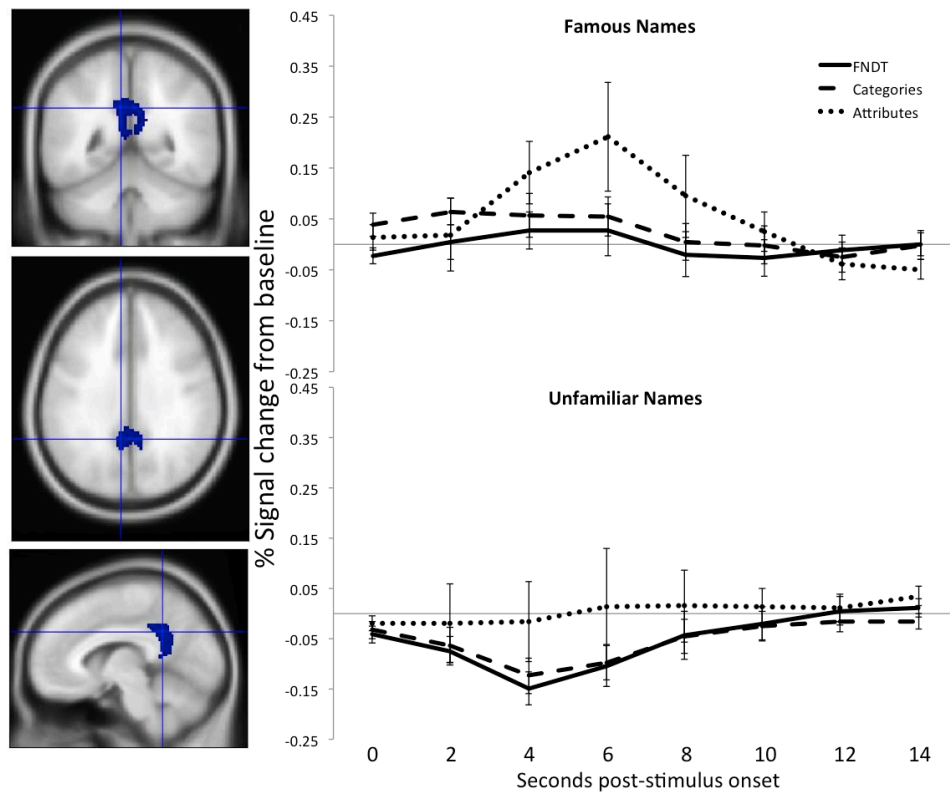 Famous Names
FNDT
Categories
Attributes
0.45
0.35
0.25
0.15
0.05
-0.05
-0.15
-0.25
% Signal change from baseline
Unfamiliar Names
0.45
0.35
0.25
0.15
0.05
-0.05
-0.15
-0.25
0 2 4 6 8 10 12 14
Seconds post-stimulus onset